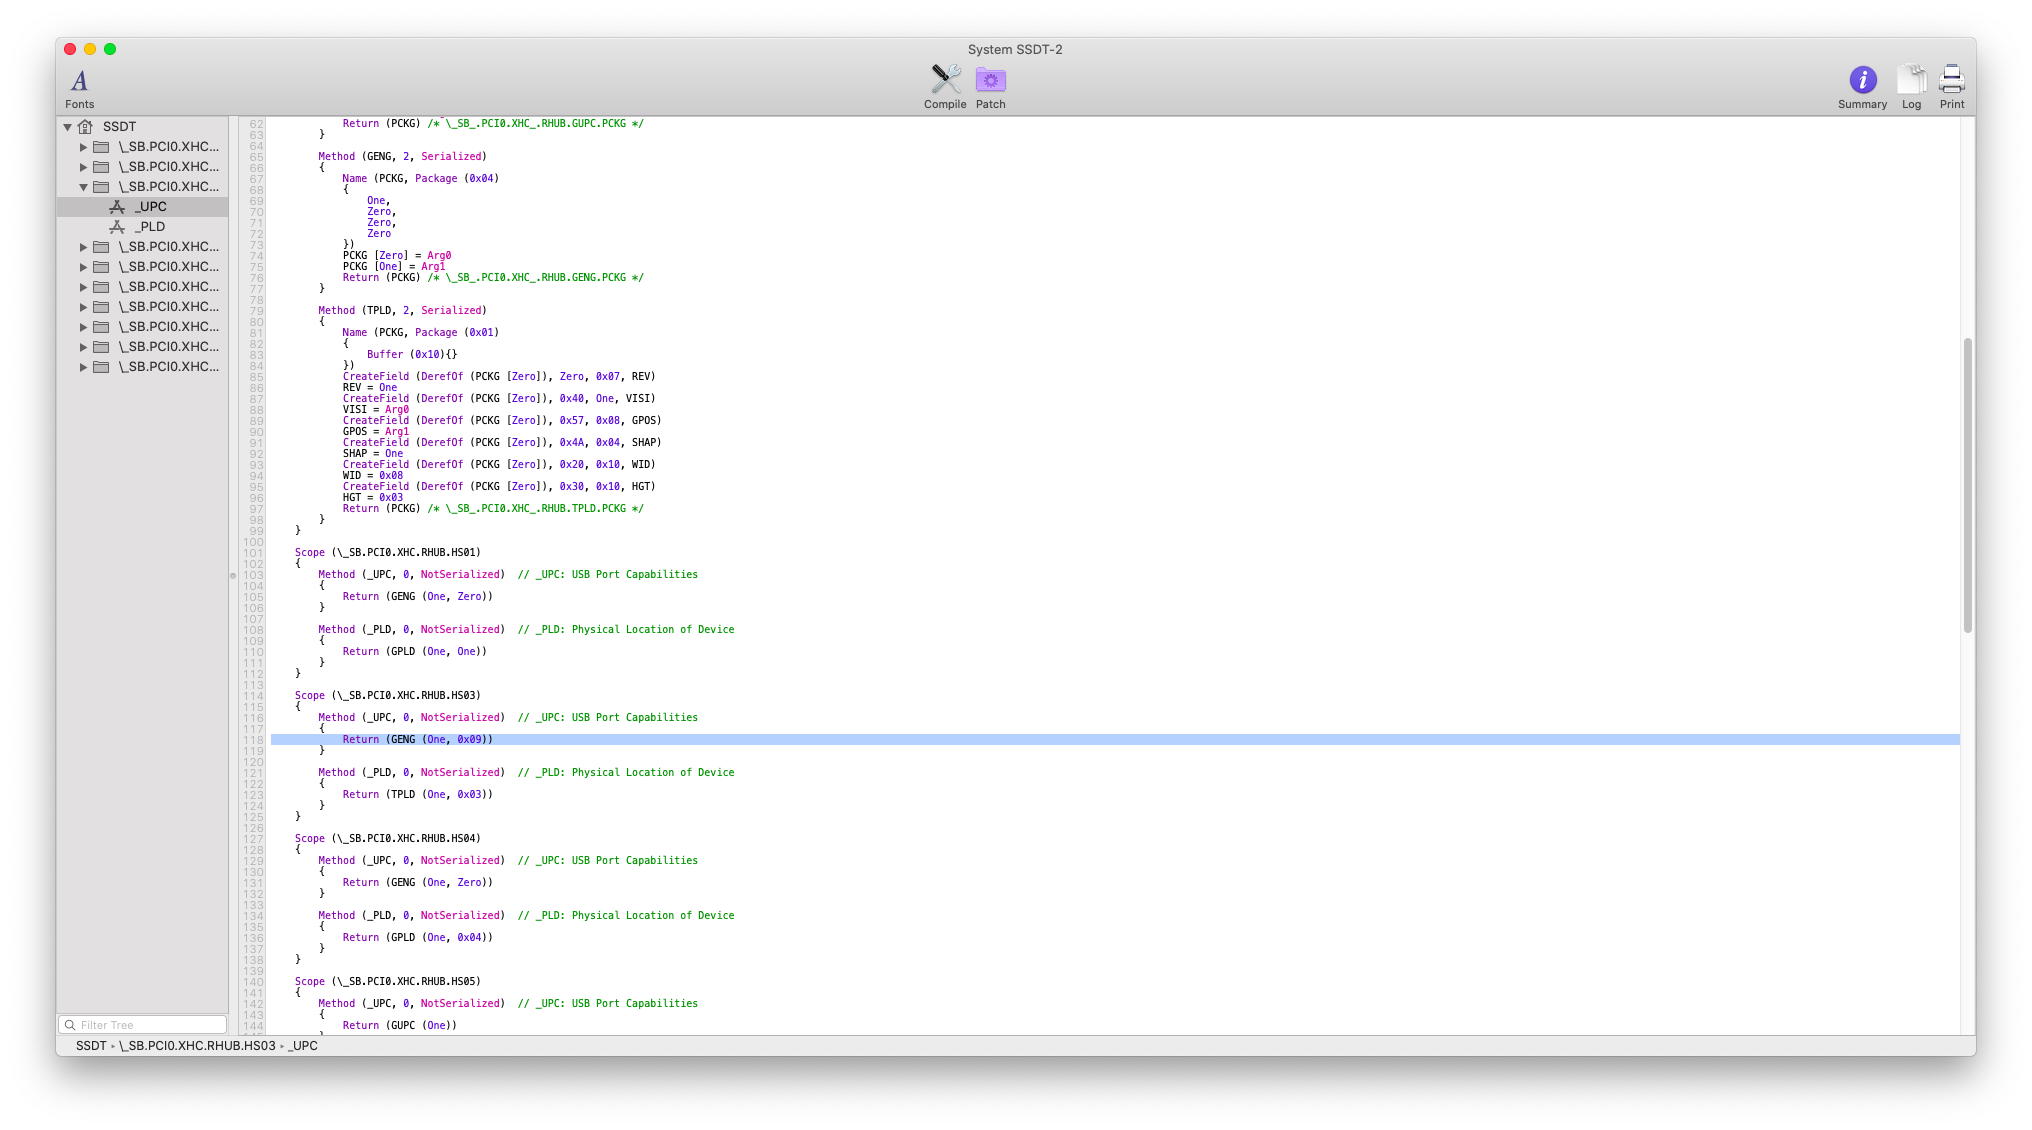 System SSDT-2
Fonts
Compile
Patch
Summary
Log
Print
SSDT
\_SB.PCI0.XHC...
\_SB.PCI0.XHC...
\_SB.PCI0.XHC...
_UPC
_PLD
\_SB.PCI0.XHC...
\_SB.PCI0.XHC...
\_SB.PCI0.XHC...
\_SB.PCI0.XHC...
\_SB.PCI0.XHC...
\_SB.PCI0.XHC...
\_SB.PCI0.XHC...
62 Return (PCKG) /* \_SB_.PCI0.XHC_.RHUB.GUPC.PCKG */
63 }
64
65 Method (GENG, 2, Serialized)
66 {
67 Name (PCKG, Package (0x04)
68 {
69 One,
70 Zero,
71 Zero,
72 Zero
73 })
74 PCKG [Zero] = Arg0
75 PCKG [One] = Arg1
76 Return (PCKG) /* \_SB_.PCI0.XHC_.RHUB.GENG.PCKG */
77 }
78
79 Method (TPLD, 2, Serialized)
80 {
81 Name (PCKG, Package (0x01)
82 {
83 Buffer (0x10){}
84 })
85 CreateField (DerefOf (PCKG [Zero]), Zero, 0x07, REV)
86 REV = One
87 CreateField (DerefOf (PCKG [Zero]), 0x40, One, VISI)
88 VISI = Arg0
89 CreateField (DerefOf (PCKG [Zero]), 0x57, 0x08, GPOS)
90 GPOS = Arg1
91 CreateField (DerefOf (PCKG [Zero]), 0x4A, 0x04, SHAP)
92 SHAP = One
93 CreateField (DerefOf (PCKG [Zero]), 0x20, 0x10, WID)
94 WID = 0x08
95 CreateField (DerefOf (PCKG [Zero]), 0x30, 0x10, HGT)
96 HGT = 0x03
97 Return (PCKG) /* \_SB_.PCI0.XHC_.RHUB.TPLD.PCKG */
98 }
99 }
100
101 Scope (\_SB.PCI0.XHC.RHUB.HS01)
102 {
103 Method (_UPC, 0, NotSerialized)  // _UPC: USB Port Capabilities
104 {
105 Return (GENG (One, Zero))
106 }
107
108 Method (_PLD, 0, NotSerialized)  // _PLD: Physical Location of Device
109 {
110 Return (GPLD (One, One))
111 }
112 }
113
114 Scope (\_SB.PCI0.XHC.RHUB.HS03)
115 {
116 Method (_UPC, 0, NotSerialized)  // _UPC: USB Port Capabilities
117 {
118 Return (GENG (One, 0x09))
119 }
120
121 Method (_PLD, 0, NotSerialized)  // _PLD: Physical Location of Device
122 {
123 Return (TPLD (One, 0x03))
124 }
125 }
126
127 Scope (\_SB.PCI0.XHC.RHUB.HS04)
128 {
129 Method (_UPC, 0, NotSerialized)  // _UPC: USB Port Capabilities
130 {
131 Return (GENG (One, Zero))
132 }
133
134 Method (_PLD, 0, NotSerialized)  // _PLD: Physical Location of Device
135 {
136 Return (GPLD (One, 0x04))
137 }
138 }
139
140 Scope (\_SB.PCI0.XHC.RHUB.HS05)
141 {
142 Method (_UPC, 0, NotSerialized)  // _UPC: USB Port Capabilities
143 {
144 Return (GUPC (One))
Filter Tree
SSDT ▸ \_SB.PCI0.XHC.RHUB.HS03 ▸ _UPC